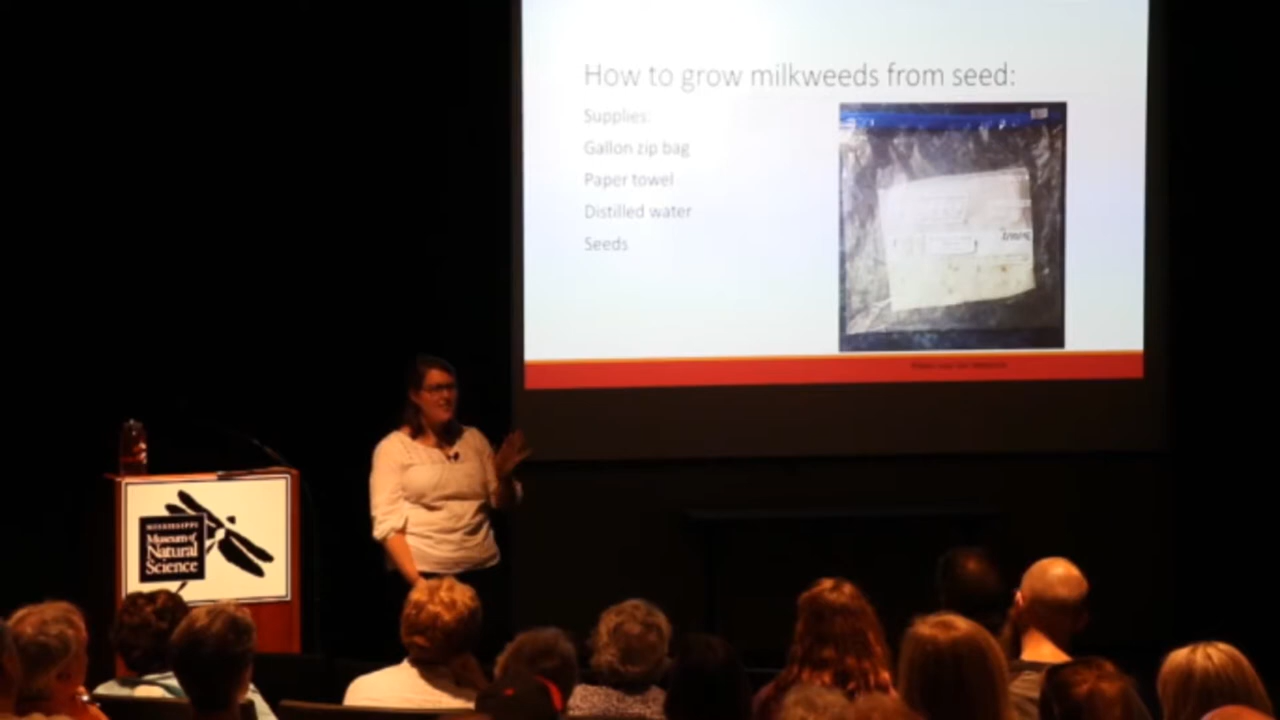 How to grow milkweeds from seed:
Supplies:
Gallon zip bag
Paper towel
Distilled water
Seeds
MISSISSIPPI
Museum of
Natural
Science